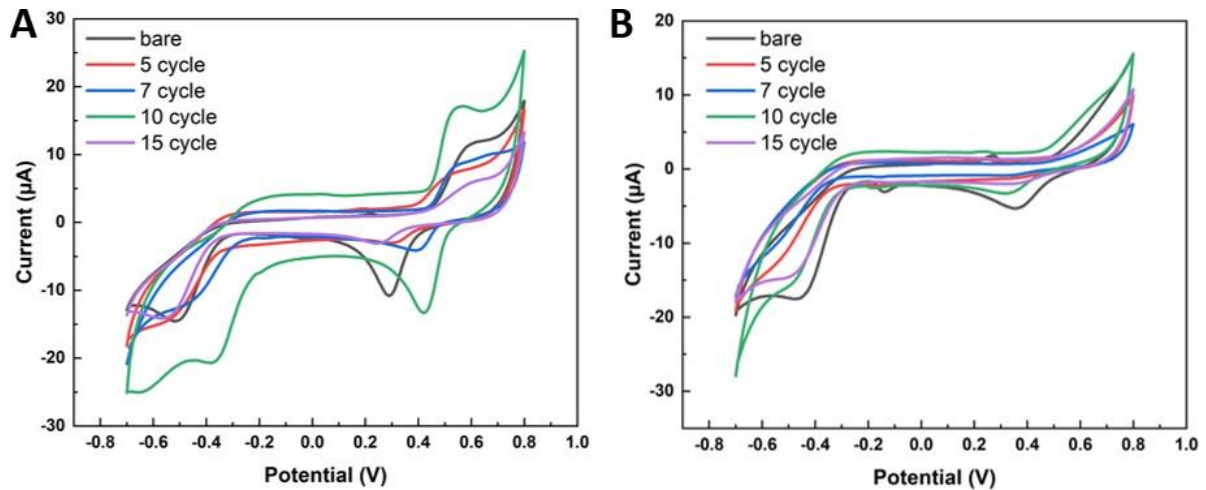 A
30
20
10
0
-10
-20
-30
Current (µA)
bare
5 cycle
7 cycle
10 cycle
15 cycle
-0.8 -0.6 -0.4 -0.2 0.0 0.2 0.4 0.6 0.8 1.0
Potential (V)
B
20
10
0
-10
-20
-30
Current (µA)
bare
5 cycle
7 cycle
10 cycle
15 cycle
-0.8 -0.6 -0.4 -0.2 0.0 0.2 0.4 0.6 0.8 1.0
Potential (V)